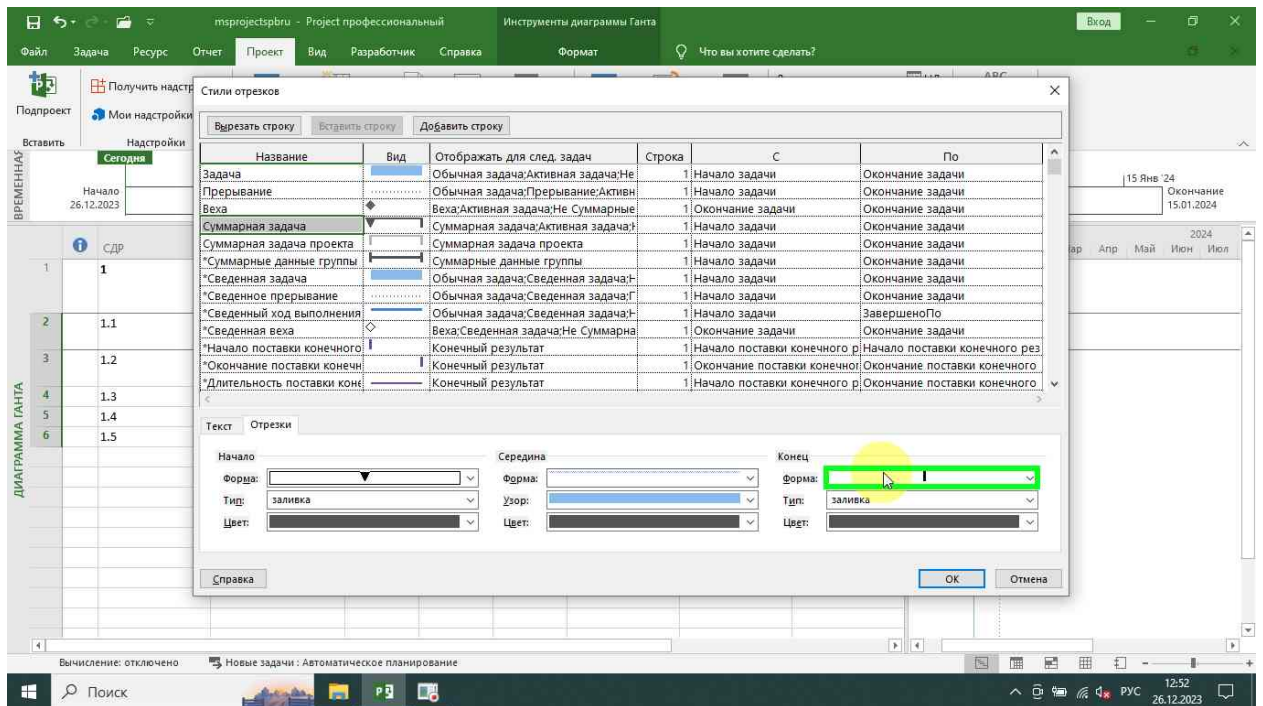 msprojectspbru - Project профессиональный
Инструменты диаграммы Ганта
Вход
Файл Задача Ресурс Отчет Проект Вид Разработчик Справка Формат Что вы хотите сделать?
Подпроект
Получить надстр
Мои надстройки
Вставить Надстройки
Стили отрезков
Вырезать строку Вставить строку Добавить строку
Название Вид Отображать для след. задач Строка С По
Задача Обычная задача;Активная задача;Не 1 Начало задачи Окончание задачи
Прерывание Обычная задача;Прерывание;Активн 1 Начало задачи Окончание задачи
Веха Веха;Активная задача;Не Суммарные 1 Окончание задачи Окончание задачи
Суммарная задача Суммарная задача;Активная задача;Н 1 Начало задачи Окончание задачи
Суммарная задача проекта Суммарная задача проекта 1 Начало задачи Окончание задачи
*Суммарные данные группы Суммарные данные группы 1 Начало задачи Окончание задачи
*Сведенная задача Обычная задача;Сведенная задача;Н 1 Начало задачи Окончание задачи
*Сведенное прерывание Обычная задача;Сведенная задача;П 1 Начало задачи Окончание задачи
*Сведенный ход выполнения Обычная задача;Сведенная задача;Н 1 Начало задачи ЗавершеноПо
*Сведенная веха Веха;Сведенная задача;Не Суммарна 1 Окончание задачи Окончание задачи
*Начало поставки конечного Конечный результат 1 Начало поставки конечного р Начало поставки конечного рез
*Окончание поставки конечн Конечный результат 1 Окончание поставки конечног Окончание поставки конечного
*Длительность поставки коне Конечный результат 1 Начало поставки конечного р Окончание поставки конечного
Текст Отрезки
Начало Середина Конец
Форма: Форма: Форма:
Тип: заливка Узор: Тип: заливка
Цвет: Цвет: Цвет:
Справка ОК Отмена
ВРЕМЕННАЯ
Сегодня
Начало
26.12.2023
15 Янв '24
Окончание
15.01.2024
ДИАГРАММА ГАНТА
СДР
2024
ар Апр Май Июн Июл
1 1
2 1.1
3 1.2
4 1.3
5 1.4
6 1.5
Вычисление: отключено Новые задачи : Автоматическое планирование
Поиск
РУС
12:52
26.12.2023